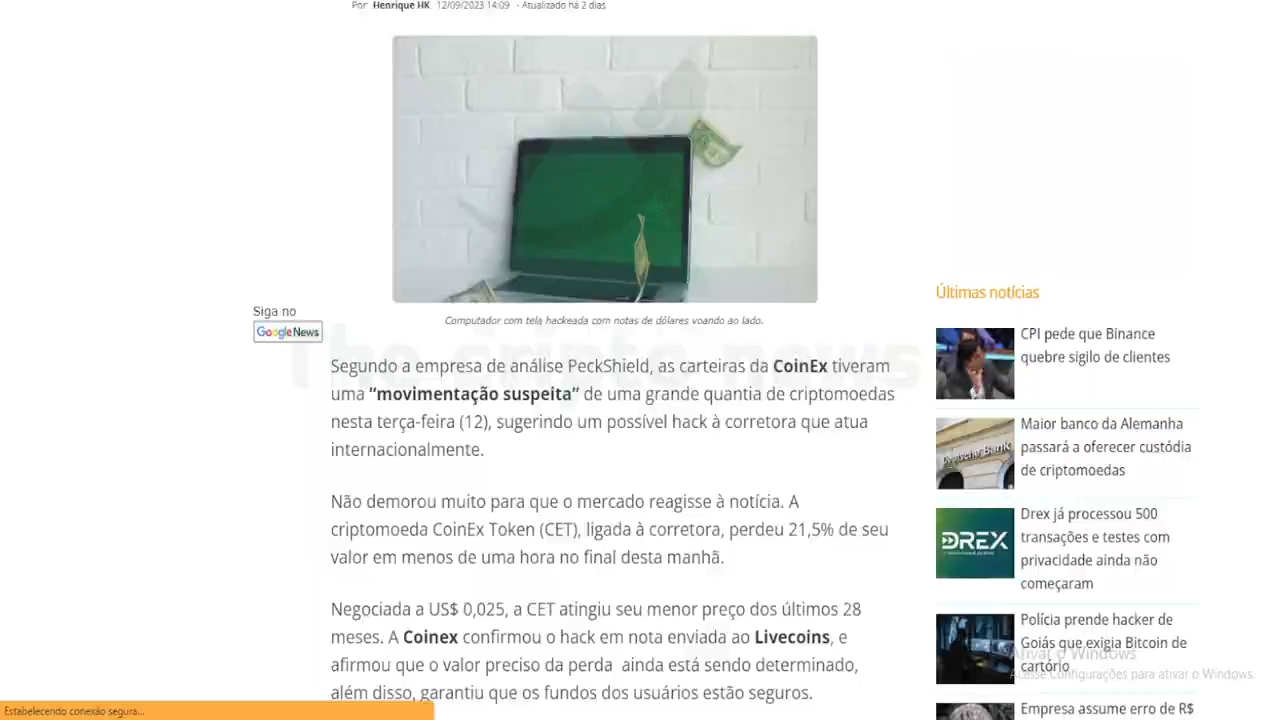 Por Henrique HK 12/09/2023 14:09 - Atualizado há 2 dias
Computador com tela hackeada com notas de dólares voando ao lado.
Siga no
Google News
The cripto news
Segundo a empresa de análise PeckShield, as carteiras da CoinEx tiveram
uma “movimentação suspeita” de uma grande quantia de criptomoedas
nesta terça-feira (12), sugerindo um possível hack à corretora que atua
internacionalmente.
Não demorou muito para que o mercado reagisse à notícia. A
criptomoeda CoinEx Token (CET), ligada à corretora, perdeu 21,5% de seu
valor em menos de uma hora no final desta manhã.
Negociada a US$ 0,025, a CET atingiu seu menor preço dos últimos 28
meses. A Coinex confirmou o hack em nota enviada ao Livecoins, e
afirmou que o valor preciso da perda ainda está sendo determinado,
além disso, garantiu que os fundos dos usuários estão seguros.
Últimas notícias
CPI pede que Binance
quebre sigilo de clientes
Deutsche Bank
Maior banco da Alemanha
passará a oferecer custódia
de criptomoedas
DREX
Drex já processou 500
transações e testes com
privacidade ainda não
começaram
Polícia prende hacker de
Goiás que exigia Bitcoin de
cartório
Empresa assume erro de R$
Ativar o Windows
Acesse Configurações para ativar o Windows.
Estabelecendo conexão segura...